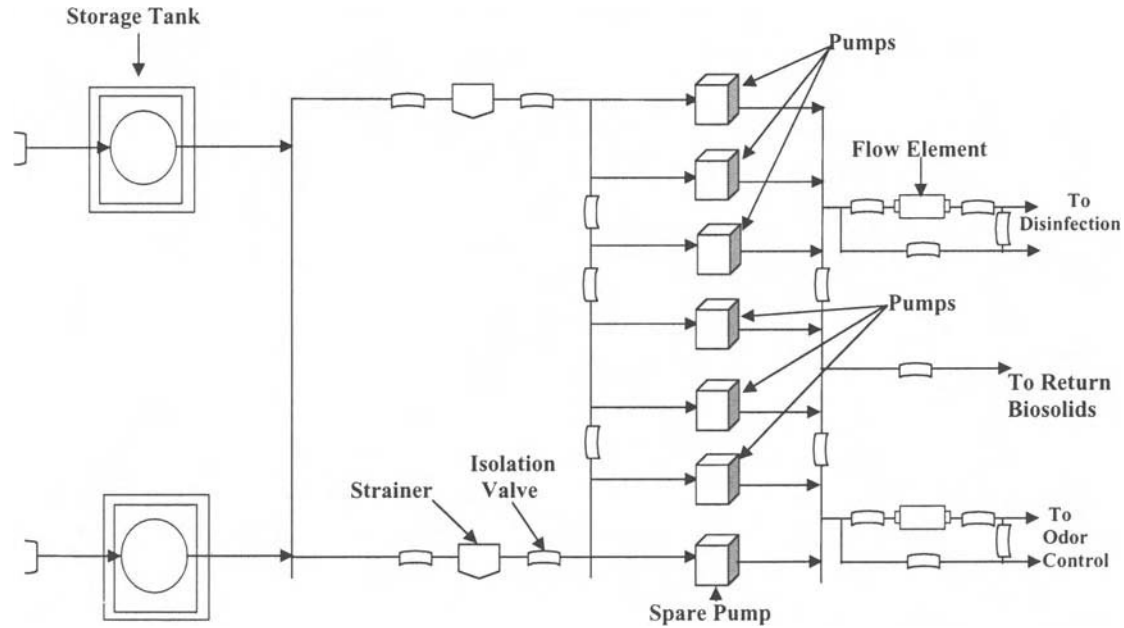 Storage Tank
Pumps
Flow Element
To
Disinfection
Pumps
To Return
Biosolids
Isolation
Valve
Strainer
To
Odor
Control
Spare Pump